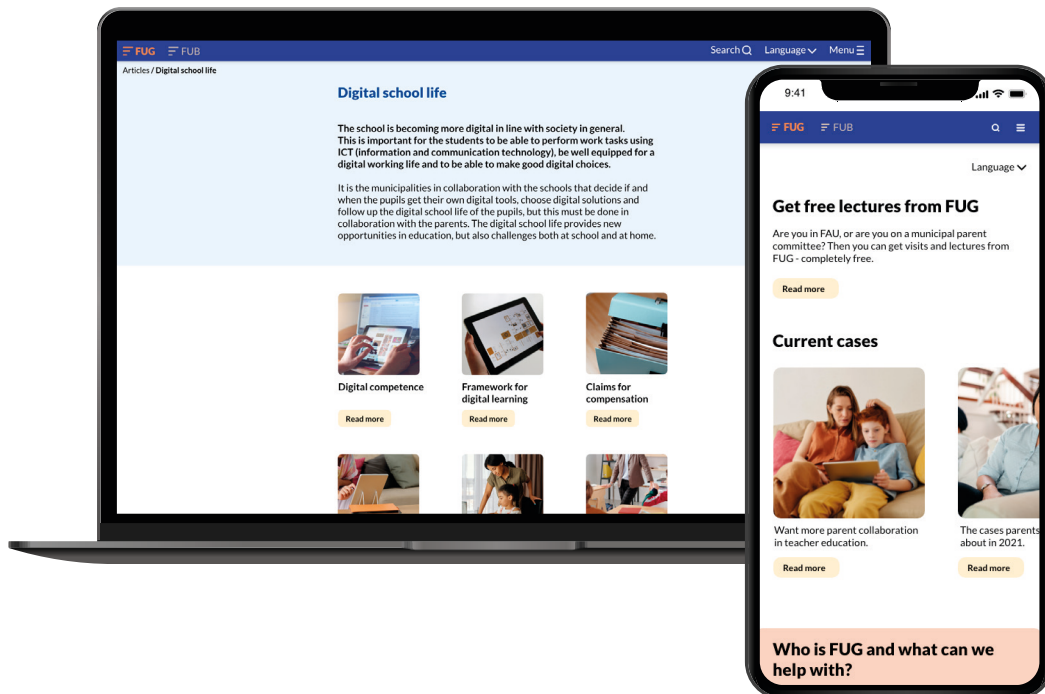 FUG FUB Search Language Menu
Articles / Digital school life
Digital school life
The school is becoming more digital in line with society in general.
This is important for the students to be able to perform work tasks using
ICT (information and communication technology), be well equipped for a
digital working life and to be able to make good digital choices.
It is the municipalities in collaboration with the schools that decide if and
when the pupils get their own digital tools, choose digital solutions and
follow up the digital school life of the pupils, but this must be done in
collaboration with the parents. The digital school life provides new
opportunities in education, but also challenges both at school and at home.
Digital competence
Read more
Framework for
digital learning
Read more
Claims for
compensation
Read more
9:41
FUG FUB
Language
Get free lectures from FUG
Are you in FAU, or are you on a municipal parent
committee? Then you can get visits and lectures from
FUG - completely free.
Read more
Current cases
Want more parent collaboration
in teacher education.
Read more
The cases parents
about in 2021.
Read more
Who is FUG and what can we
help with?